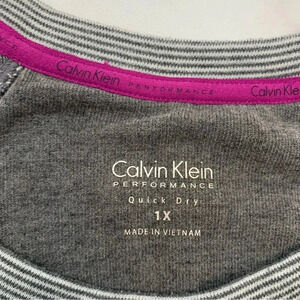 Calvin Klein PERFORMANCE Calvin Klein
Calvin Klein
PERFORMANCE
Quick Dry
1X
MADE IN VIETNAM